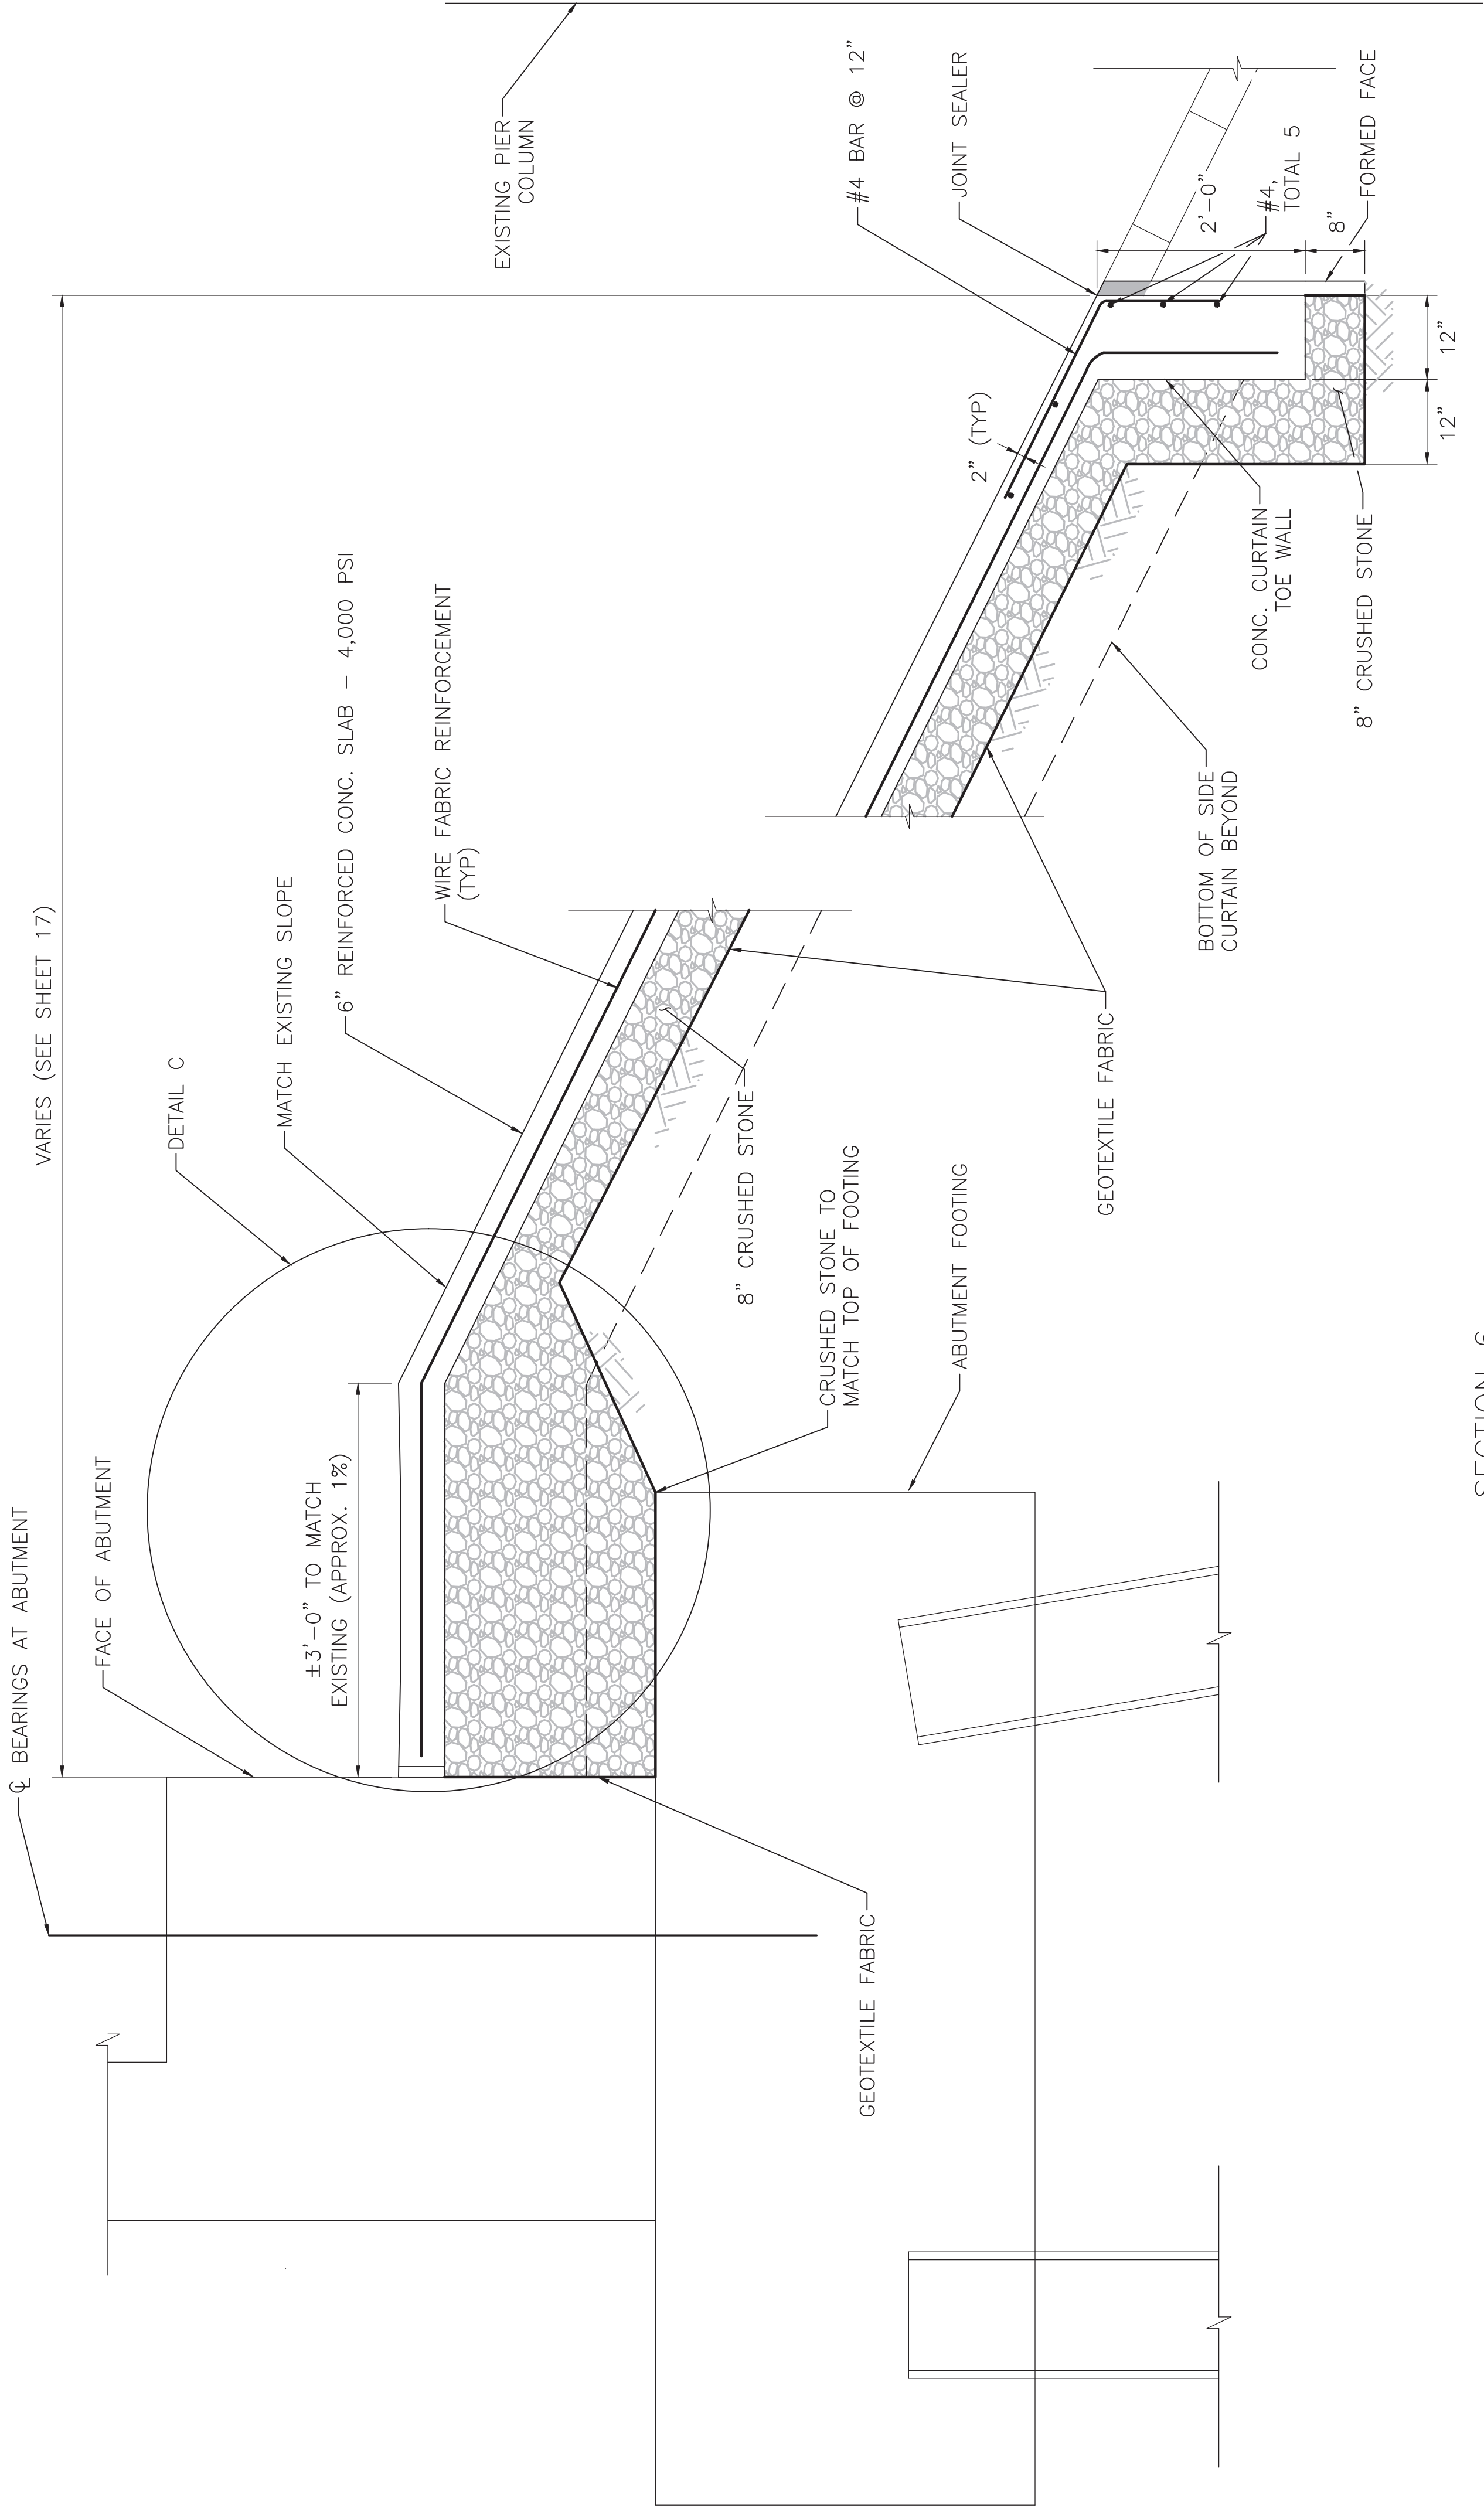 ℄ BEARINGS AT ABUTMENT
VARIES (SEE SHEET 17)
FACE OF ABUTMENT
DETAIL C
MATCH EXISTING SLOPE
±3'-0" TO MATCH
EXISTING (APPROX. 1%)
6" REINFORCED CONC. SLAB - 4,000 PSI
WIRE FABRIC REINFORCEMENT
(TYP)
EXISTING PIER
COLUMN
8" CRUSHED STONE
CRUSHED STONE TO
MATCH TOP OF FOOTING
GEOTEXTILE FABRIC
ABUTMENT FOOTING
GEOTEXTILE FABRIC
BOTTOM OF SIDE
CURTAIN BEYOND
#4 BAR @ 12"
2" (TYP)
JOINT SEALER
CONC. CURTAIN
TOE WALL
2'-0"
#4,
TOTAL 5
8"
8" CRUSHED STONE
FORMED FACE
12"
12"
SECTION